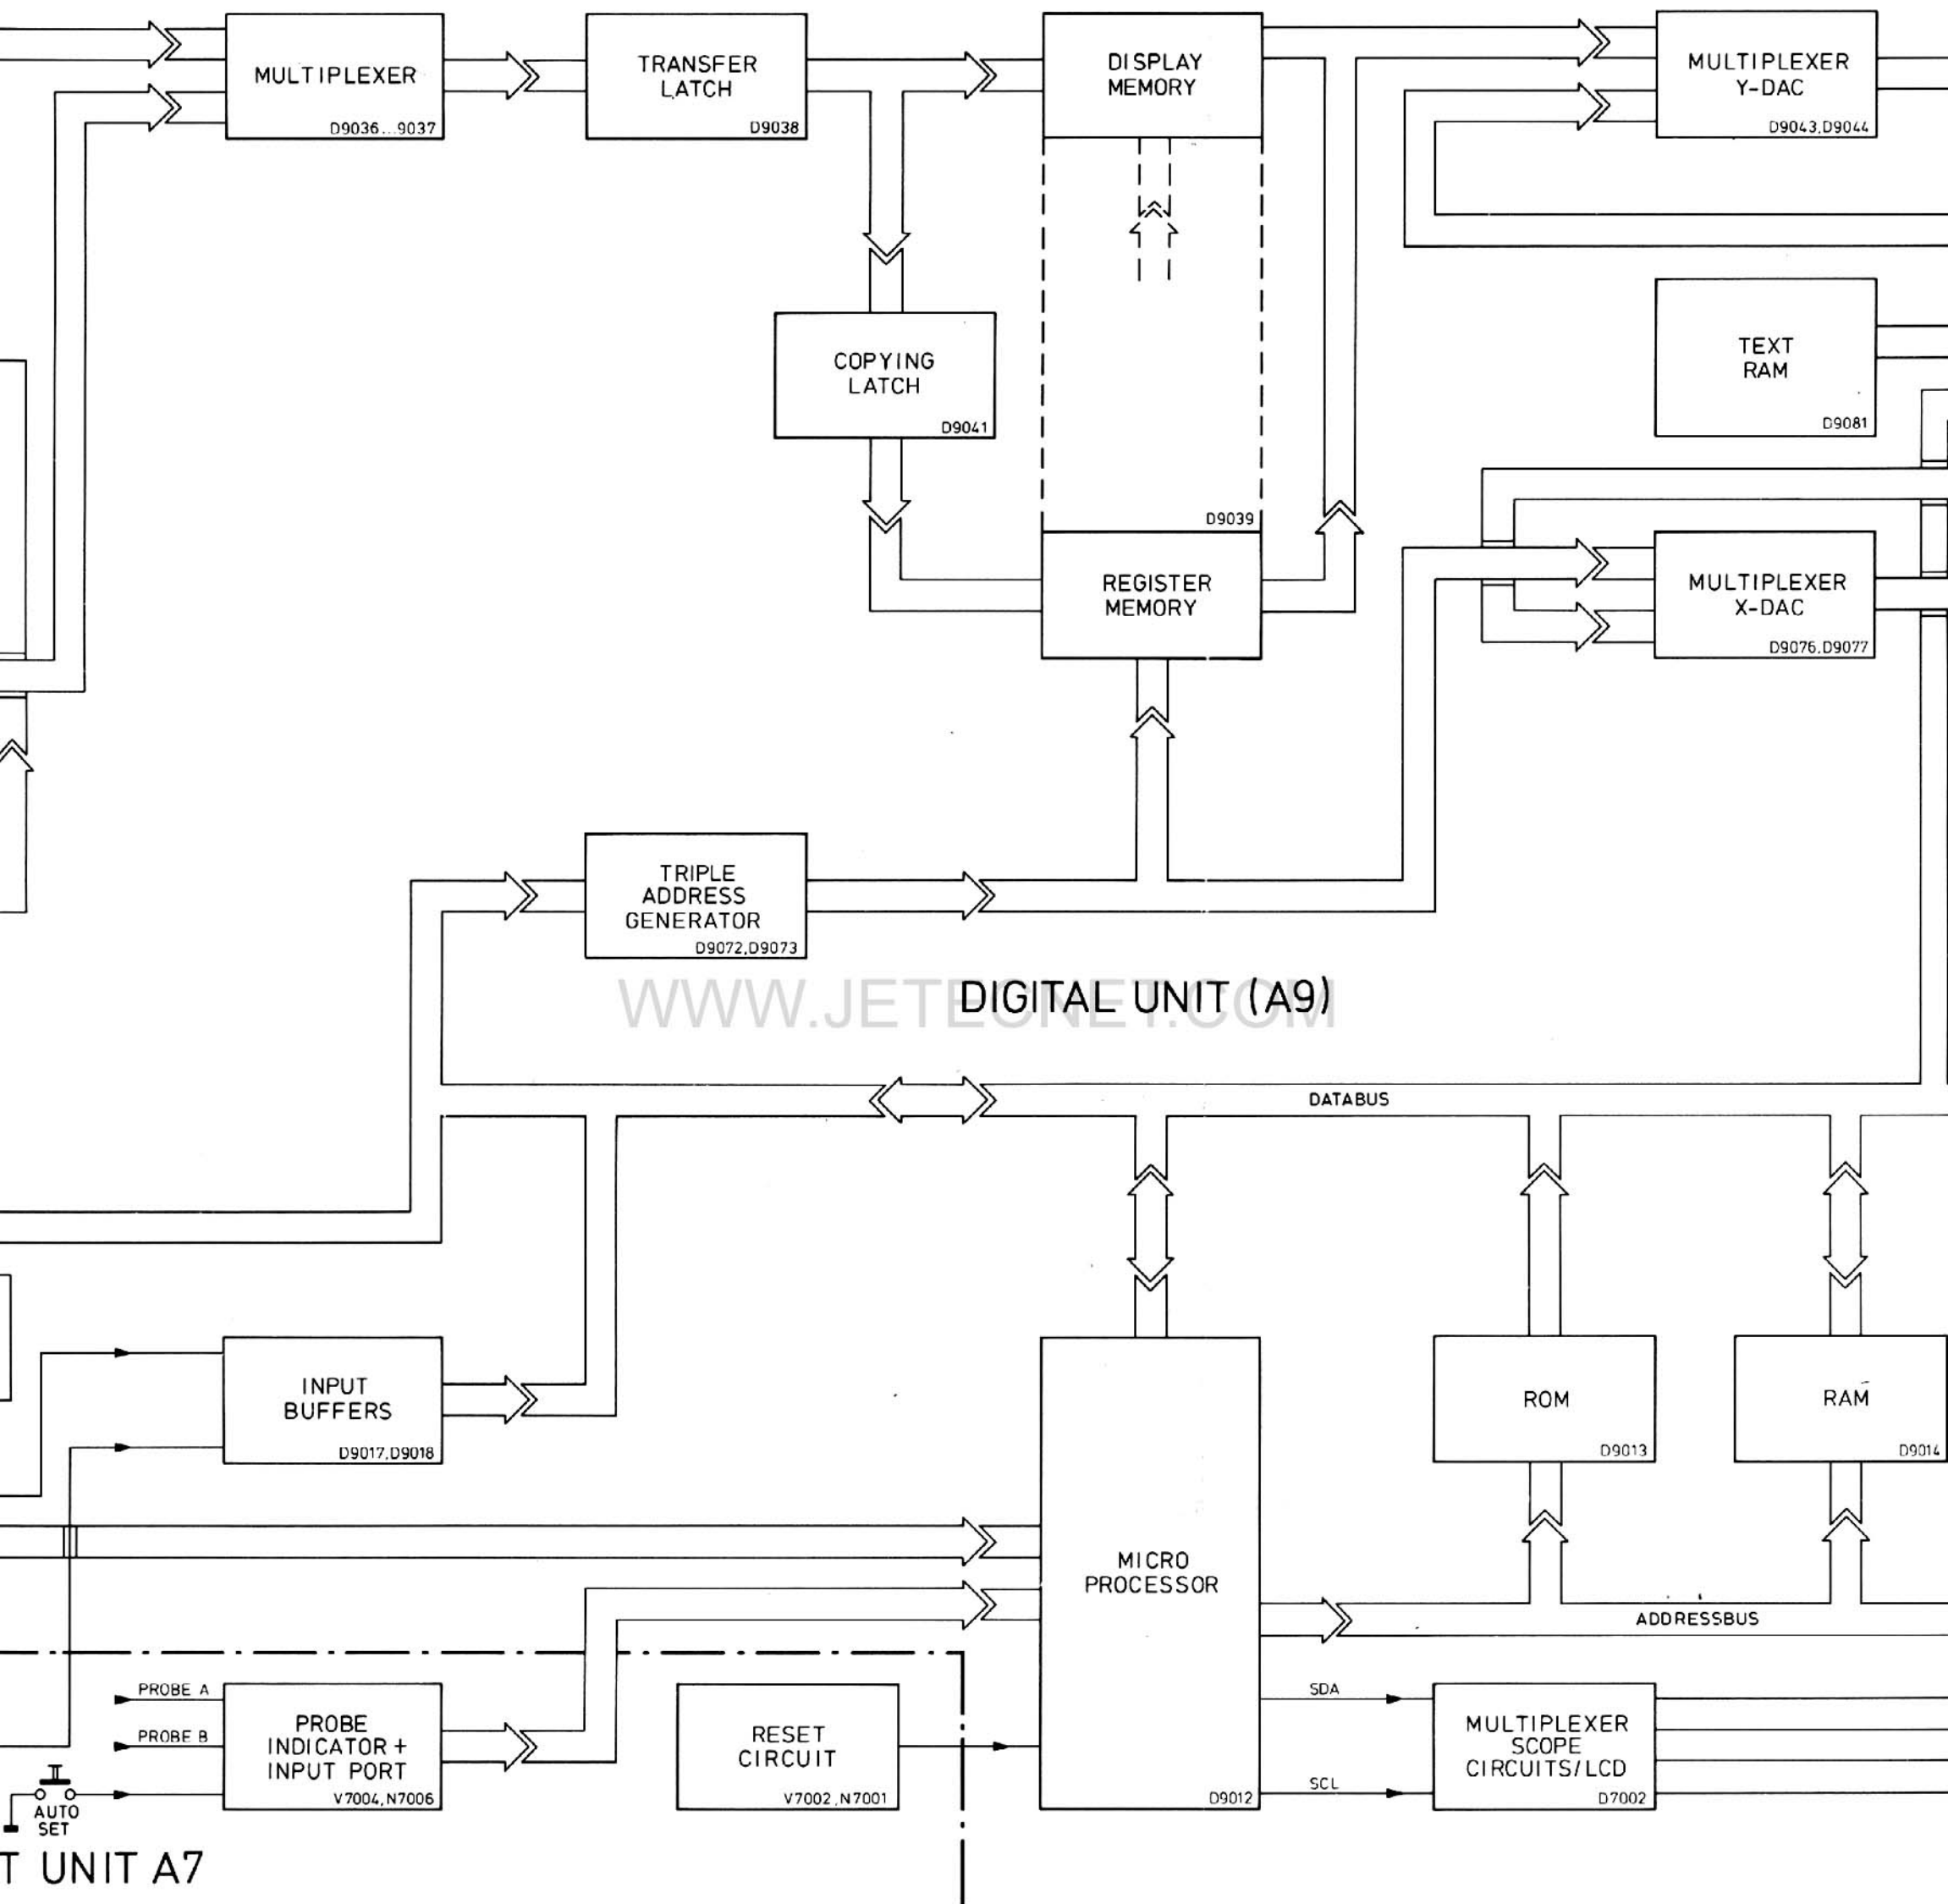 MULTIPLEXER
D9036...9037
TRANSFER
LATCH
D9038
DISPLAY
MEMORY
MULTIPLEXER
Y-DAC
D9043,D9044
COPYING
LATCH
D9041
TEXT
RAM
D9081
D9039
REGISTER
MEMORY
MULTIPLEXER
X-DAC
D9076,D9077
TRIPLE
ADDRESS
GENERATOR
D9072,D9073
WWW.JETECNET.COM
DIGITAL UNIT (A9)
DATABUS
INPUT
BUFFERS
D9017,D9018
ROM
D9013
RAM
D9014
MICRO
PROCESSOR
D9012
ADDRESSBUS
PROBE A
PROBE B
AUTO
SET
PROBE
INDICATOR +
INPUT PORT
V7004,N7006
RESET
CIRCUIT
V7002,N7001
SDA
SCL
MULTIPLEXER
SCOPE
CIRCUITS/LCD
D7002
T UNIT A7